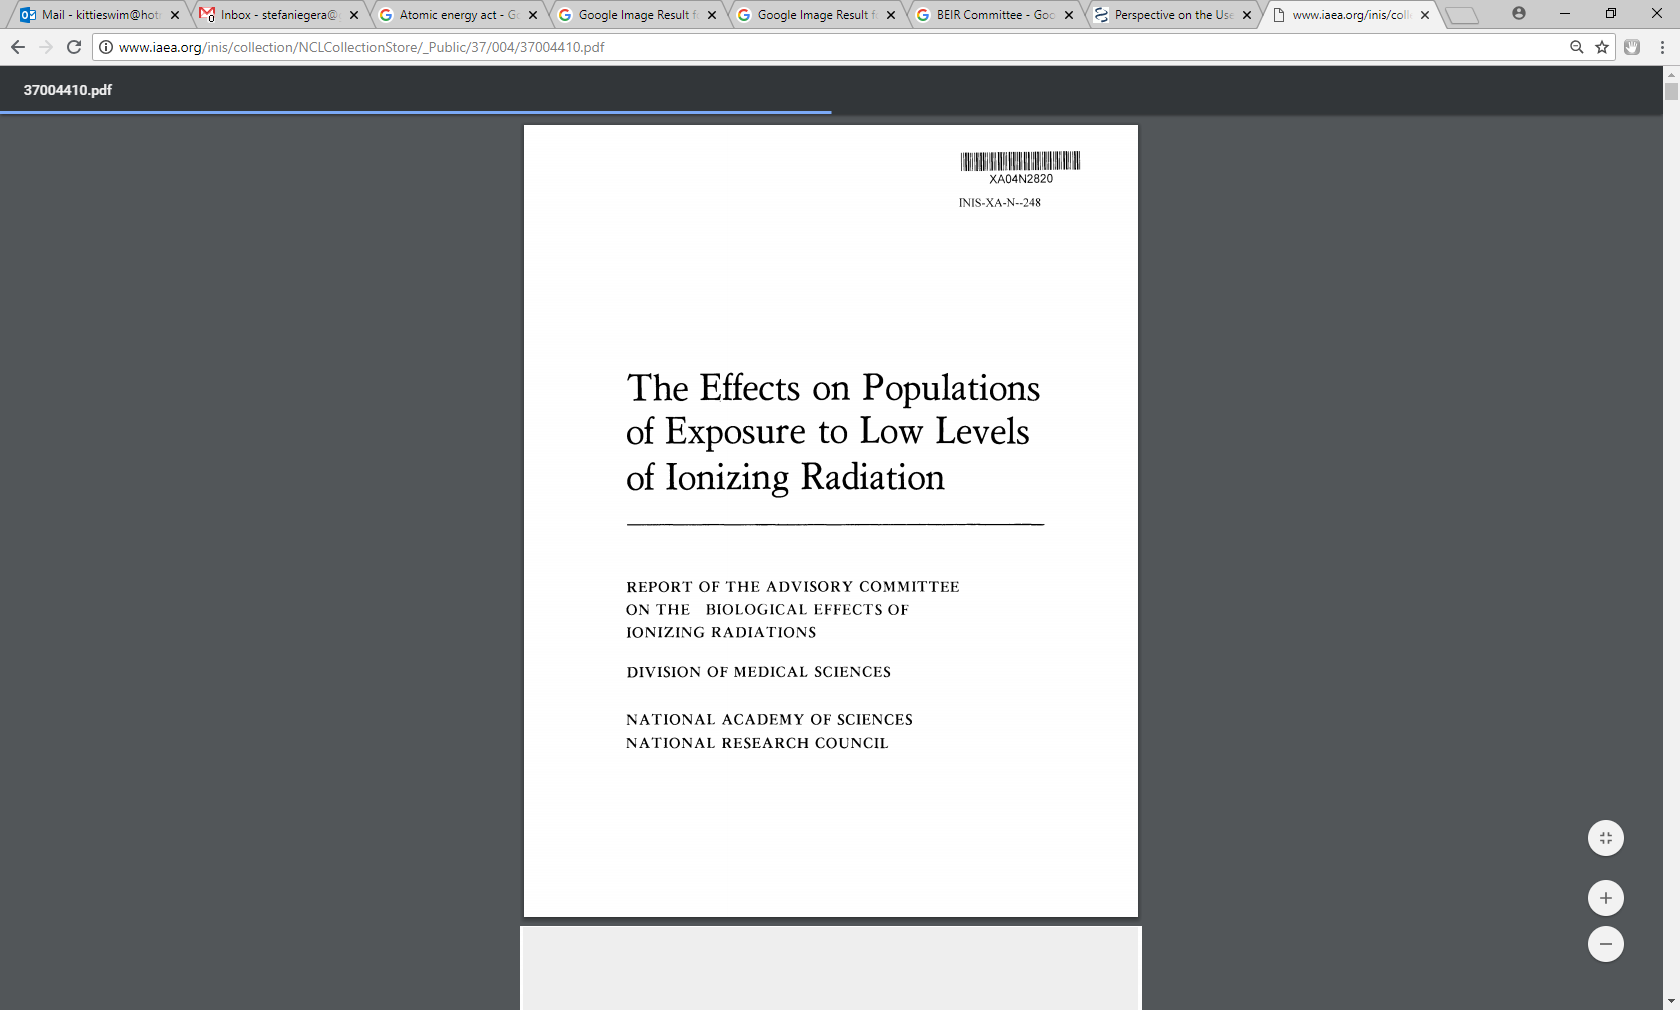 Mail - kittieswim@hot
Inbox - stefaniegera@
Atomic energy act - G
Google Image Result f
Google Image Result f
BEIR Committee - Goo
Perspective on the Use
www.iaea.org/inis/coll
www.iaea.org/inis/collection/NCLCollectionStore/_Public/37/004/37004410.pdf
37004410.pdf
XA04N2820
INIS-XA-N--248
The Effects on Populations
of Exposure to Low Levels
of Ionizing Radiation
REPORT OF THE ADVISORY COMMITTEE
ON THE BIOLOGICAL EFFECTS OF
IONIZING RADIATIONS
DIVISION OF MEDICAL SCIENCES
NATIONAL ACADEMY OF SCIENCES
NATIONAL RESEARCH COUNCIL